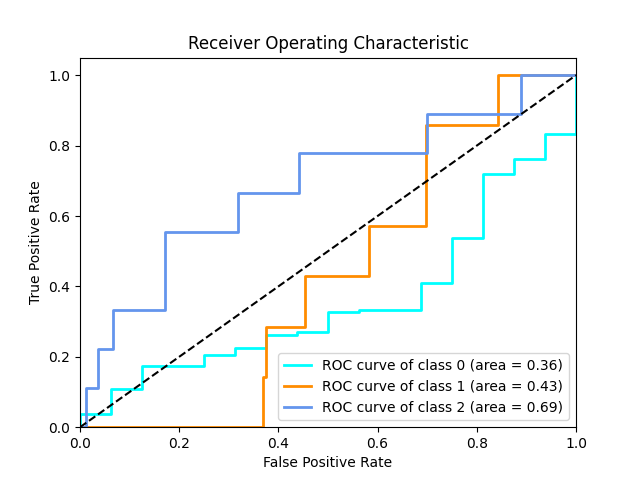 Receiver Operating Characteristic
True Positive Rate
1.0
0.8
0.6
0.4
0.2
0.0
ROC curve of class 0 (area = 0.36)
ROC curve of class 1 (area = 0.43)
ROC curve of class 2 (area = 0.69)
0.0 0.2 0.4 0.6 0.8 1.0
False Positive Rate